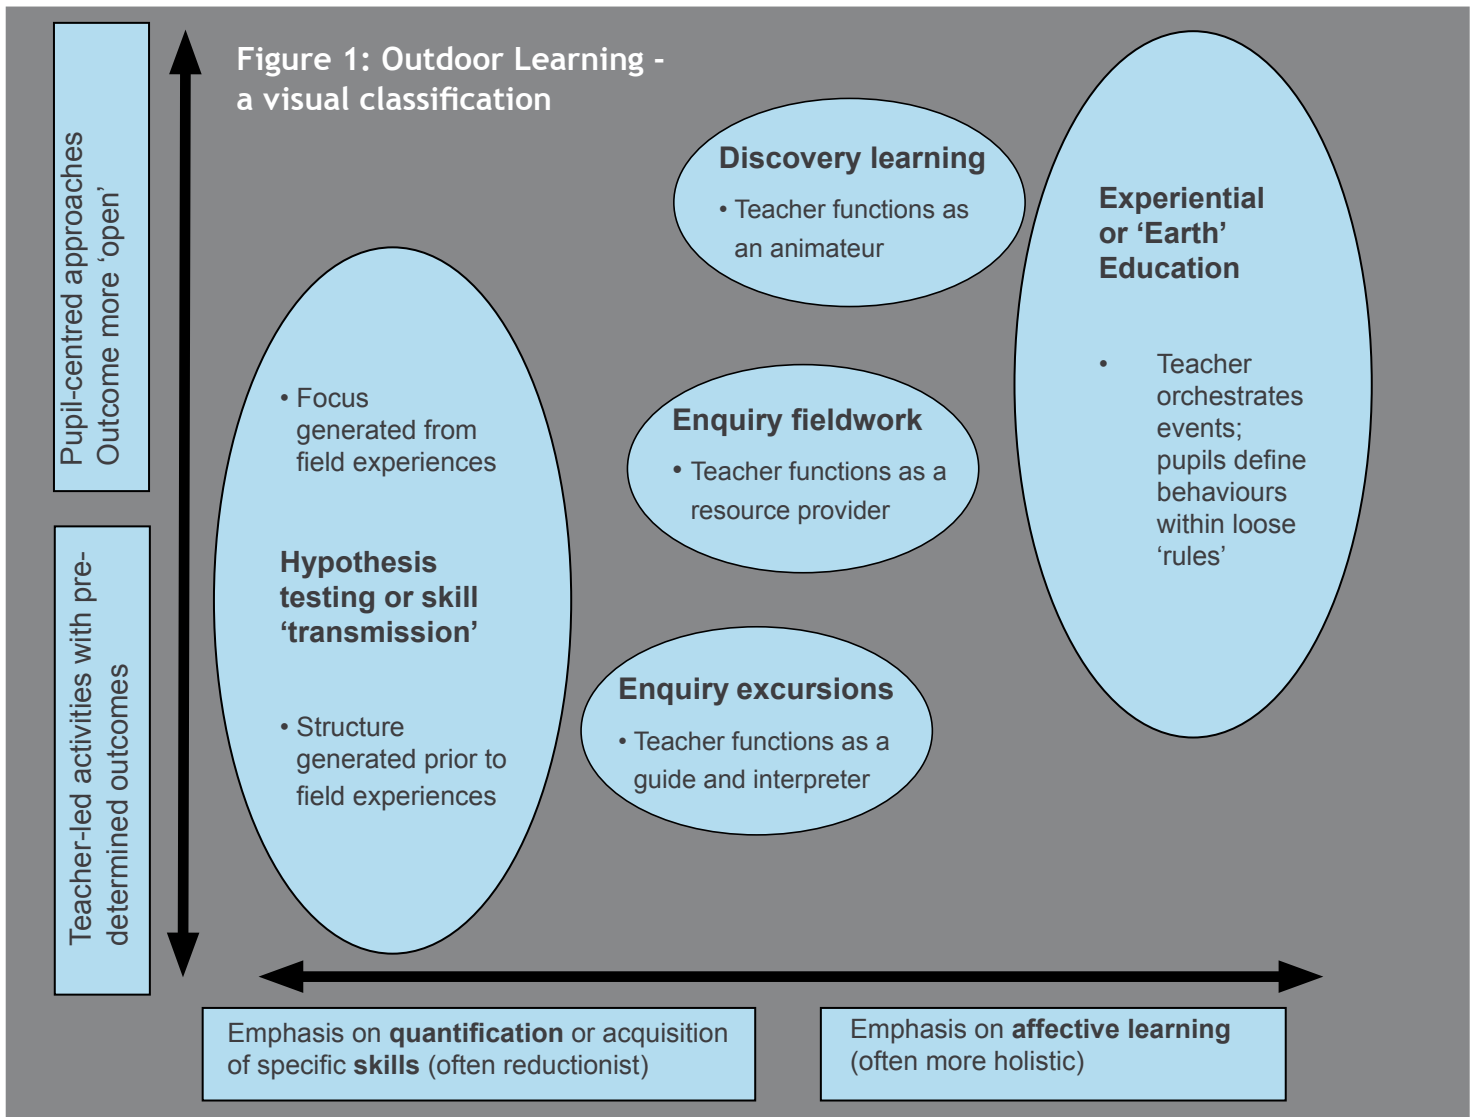 Figure 1: Outdoor Learning -
a visual classification
Pupil-centred approaches
Outcome more ‘open’
Teacher-led activities with pre-
determined outcomes
• Focus
generated from
field experiences
Hypothesis
testing or skill
‘transmission’
• Structure
generated prior to
field experiences
Discovery learning
• Teacher functions as
an animateur
Enquiry fieldwork
• Teacher functions as a
resource provider
Enquiry excursions
• Teacher functions as a
guide and interpreter
Experiential
or ‘Earth’
Education
• Teacher
orchestrates
events;
pupils define
behaviours
within loose
‘rules’
Emphasis on quantification or acquisition
of specific skills (often reductionist)
Emphasis on affective learning
(often more holistic)